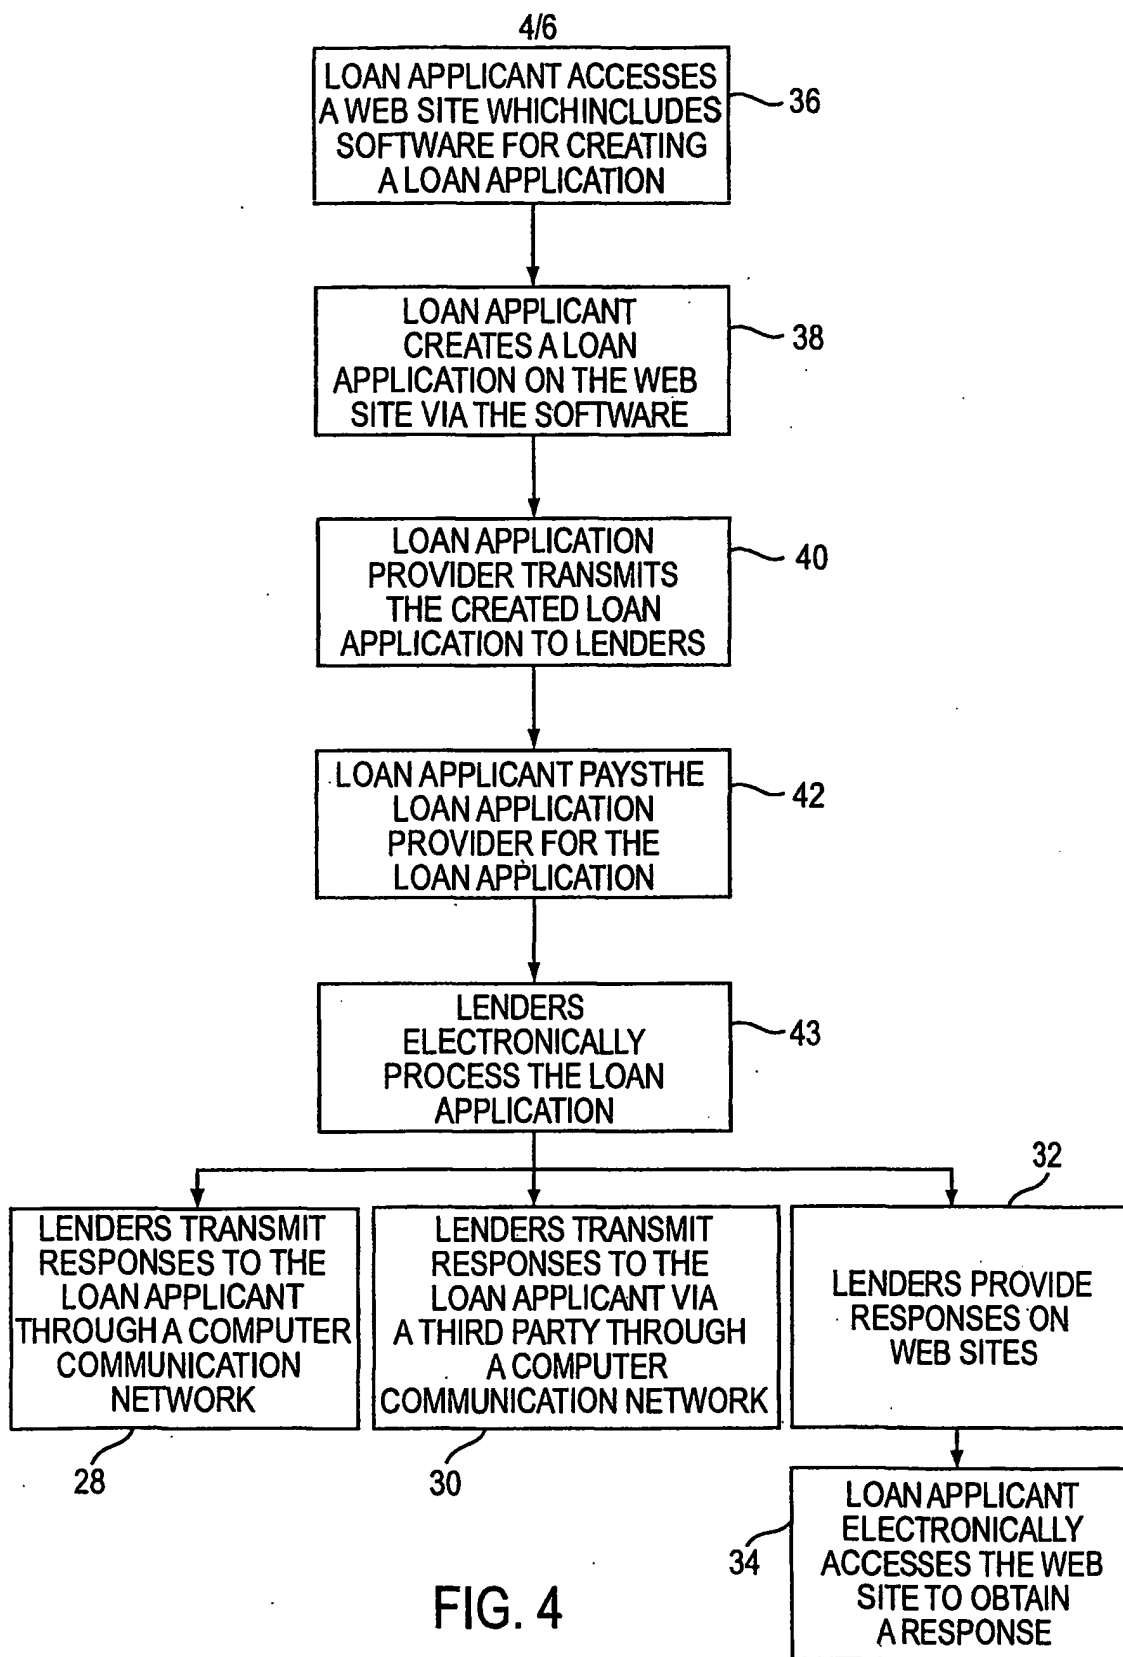 4/6
LOAN APPLICANT ACCESSES
A WEB SITE WHICH INCLUDES
SOFTWARE FOR CREATING
A LOAN APPLICATION
36
LOAN APPLICANT
CREATES A LOAN
APPLICATION ON THE WEB
SITE VIA THE SOFTWARE
38
LOAN APPLICATION
PROVIDER TRANSMITS
THE CREATED LOAN
APPLICATION TO LENDERS
40
LOAN APPLICANT PAYSTHE
LOAN APPLICATION
PROVIDER FOR THE
LOAN APPLICATION
42
LENDERS
ELECTRONICALLY
PROCESS THE LOAN
APPLICATION
43
LENDERS TRANSMIT
RESPONSES TO THE
LOAN APPLICANT
THROUGH A COMPUTER
COMMUNICATION
NETWORK
28
LENDERS TRANSMIT
RESPONSES TO THE
LOAN APPLICANT VIA
A THIRD PARTY THROUGH
A COMPUTER
COMMUNICATION NETWORK
30
32
LENDERS PROVIDE
RESPONSES ON
WEB SITES
34
LOAN APPLICANT
ELECTRONICALLY
ACCESSES THE WEB
SITE TO OBTAIN
A RESPONSE
FIG. 4